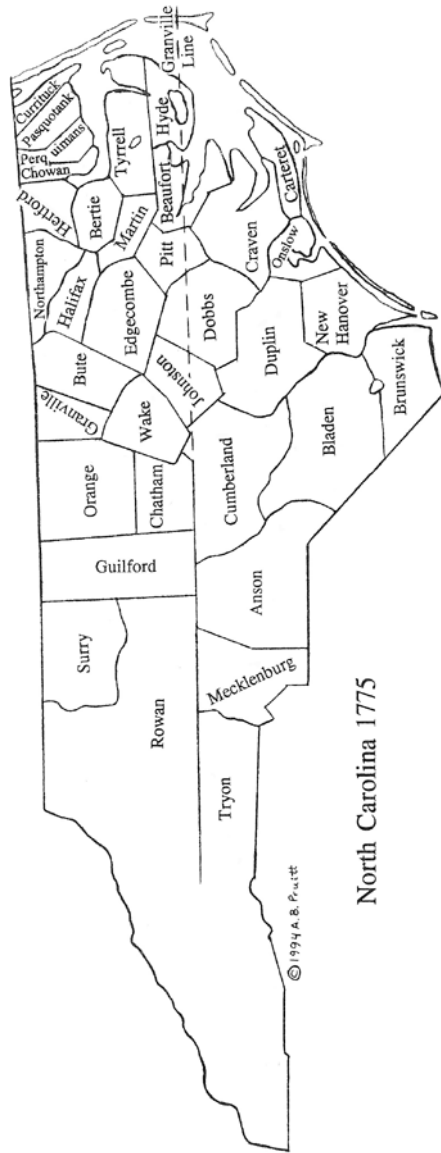 Currituck
Pasquotank
Perq
uimans
Chowan
Hertford
Northampton
Bertie
Tyrrell
Granville
Line
Halifax
Martin
Hyde
Bute
Granville
Edgecombe
Pitt
Beaufort
Orange
Wake
Johnston
Dobbs
Craven
Carteret
Chatham
Onslow
Guilford
Cumberland
Duplin
New
Hanover
Surry
Bladen
Brunswick
Anson
Rowan
Mecklenburg
Tryon
North Carolina 1775
©1994 A.B. Pruitt